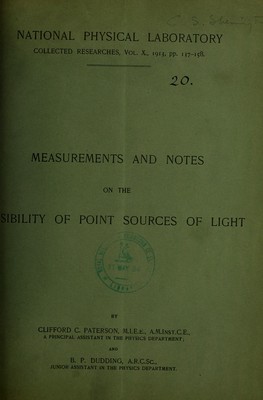 NATIONAL PHYSICAL LABORATORY
COLLECTED RESEARCHES, VOL. X., 1913, pp.
20.
MEASUREMENTS AND NOTES
ON THE
SIBILITY OF POINT SOURCES OF LIGHT
BY
CLIFFORD C. PATERSON, M.I.E.E., A.M.INST.C.E.,
A PRINCIPAL ASSISTANT IN THE PHYSICS DEPARTMENT;
AND
B. P. DUDDING, A.R.C.SC.,
JUNIOR ASSISTANT IN THE PHYSICS DEPARTMENT.